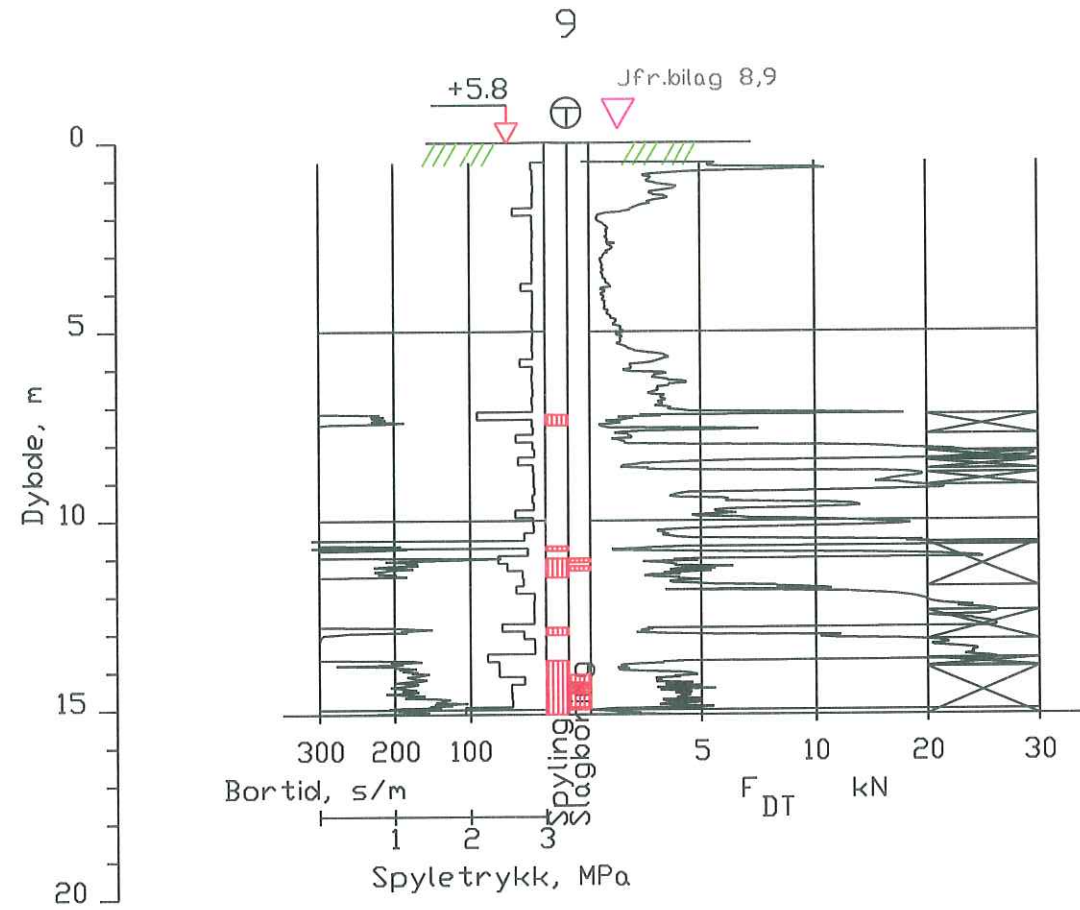 9
Jfr.bilag 8,9
+5.8
T
0
5
10
15
20
Dybde, m
300 200 100
5 10 20 30
Bortid, s/m
F DT kN
Spyling
Slagboring
1 2 3
Spyletrykk, MPa